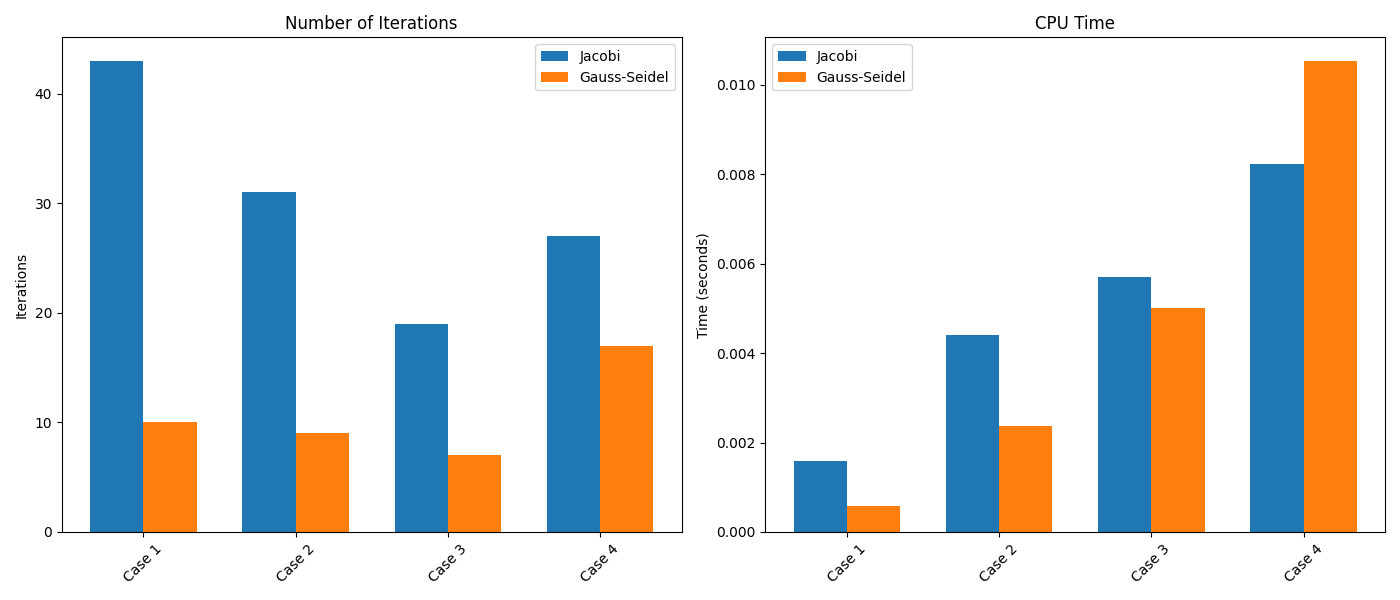 Number of Iterations
Jacobi
Gauss-Seidel
Iterations
40
30
20
10
0
Case 1
Case 2
Case 3
Case 4
CPU Time
Jacobi
Gauss-Seidel
Time (seconds)
0.010
0.008
0.006
0.004
0.002
0.000
Case 1
Case 2
Case 3
Case 4